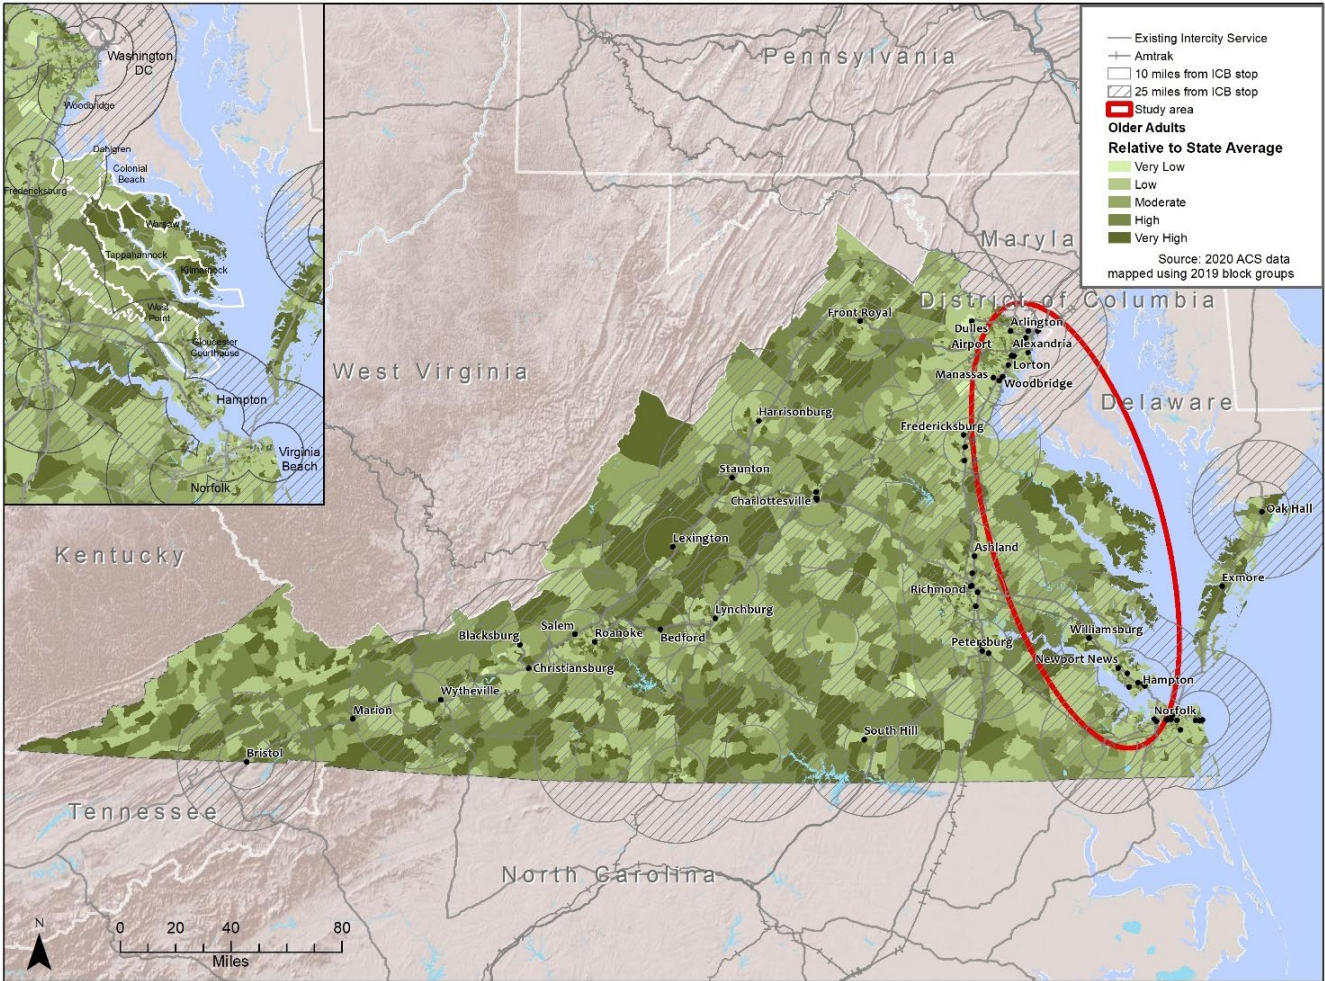 Washington
DC
Woodbridge
Dahlgren
Colonial
Beach
Fredericksburg
Warsaw
Tappahannock
Kilmarnock
West
Point
Gloucester
Courthouse
Hampton
Virginia
Beach
Norfolk
Existing Intercity Service
Amtrak
10 miles from ICB stop
25 miles from ICB stop
Study area
Older Adults
Relative to State Average
Very Low
Low
Moderate
High
Very High
Source: 2020 ACS data
mapped using 2019 block groups
Pennsylvania
Maryla
District of Columbia
West Virginia
Delaware
Kentucky
Tennessee
North Carolina
Front Royal
Dulles
Airport
Arlington
Alexandria
Lorton
Manassas
Woodbridge
Harrisonburg
Fredericksburg
Staunton
Charlottesville
Oak Hall
Lexington
Ashland
Exmore
Richmond
Lynchburg
Salem
Roanoke
Blacksburg
Bedford
Williamsburg
Petersburg
Newport News
Christiansburg
Hampton
Wytheville
Marion
Norfolk
South Hill
Bristol
N
0 20 40 80
Miles